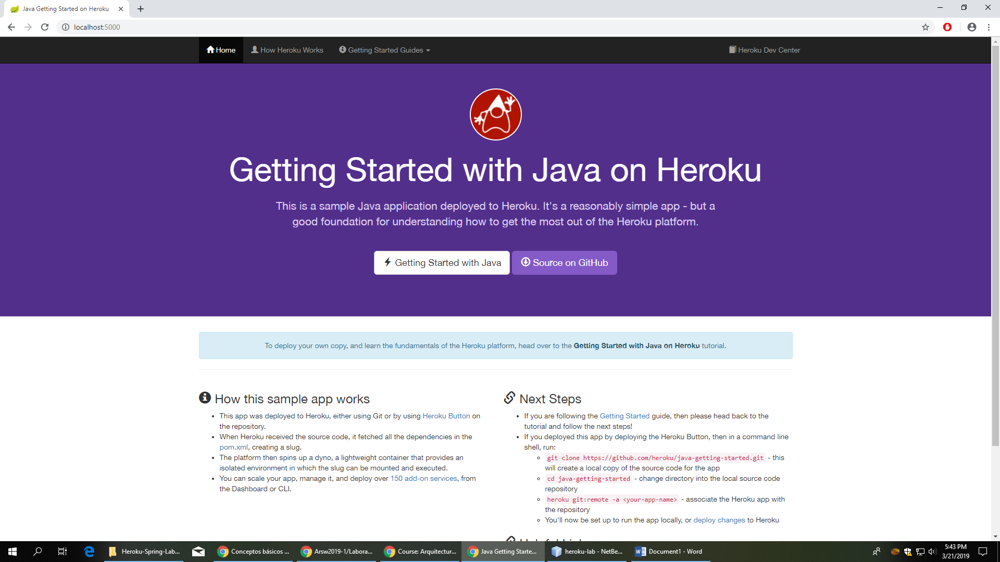 Java Getting Started on Heroku
localhost:5000
Home
How Heroku Works
Getting Started Guides
Heroku Dev Center
Getting Started with Java on Heroku
This is a sample Java application deployed to Heroku. It's a reasonably simple app - but a
good foundation for understanding how to get the most out of the Heroku platform.
Getting Started with Java
Source on GitHub
To deploy your own copy, and learn the fundamentals of the Heroku platform, head over to the Getting Started with Java on Heroku tutorial.
How this sample app works
This app was deployed to Heroku, either using Git or by using Heroku Button on
the repository.
When Heroku received the source code, it fetched all the dependencies in the
pom.xml, creating a slug.
The platform then spins up a dyno, a lightweight container that provides an
isolated environment in which the slug can be mounted and executed.
You can scale your app, manage it, and deploy over 150 add-on services, from
the Dashboard or CLI.
Next Steps
If you are following the Getting Started guide, then please head back to the
tutorial and follow the next steps!
If you deployed this app by deploying the Heroku Button, then in a command line
shell, run:
git clone https://github.com/heroku/java-getting-started.git - this
will create a local copy of the source code for the app
cd java-getting-started - change directory into the local source code
repository
heroku git:remote -a <your-app-name> - associate the Heroku app with
the repository
You'll now be set up to run the app locally, or deploy changes to Heroku
Heroku-Spring-Lab...
Conceptos básicos ...
Arsw2019-1/Labora...
Course: Arquitectur...
Java Getting Starte...
heroku-lab - NetBe...
Document1 - Word
5:43 PM
3/21/2019